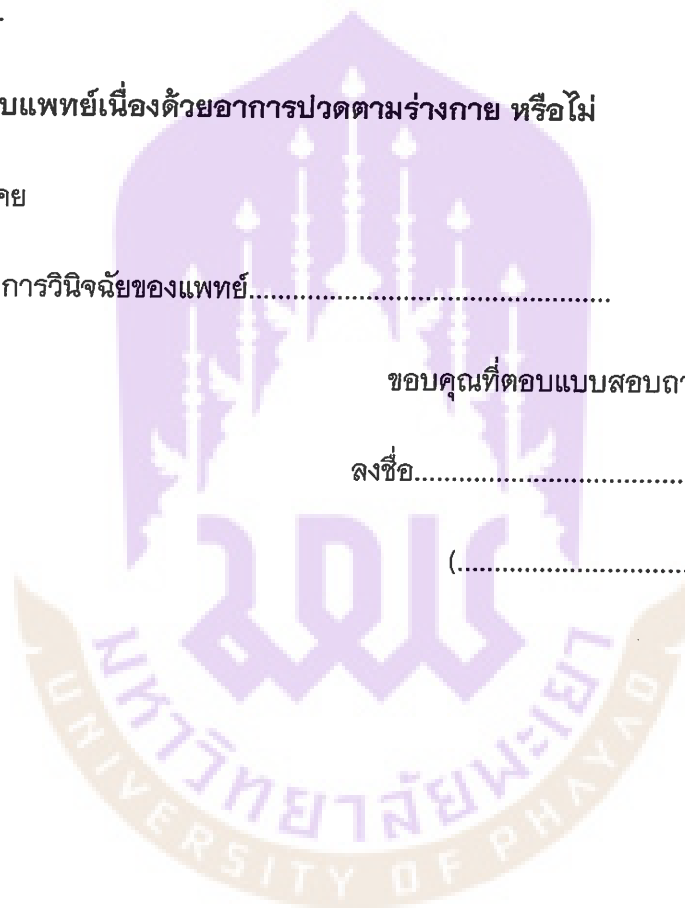 บแพทย์เนื่องด้วยอาการปวดตามร่างกาย หรือไม่
คย
การวินิจฉัยของแพทย์..........................................................
ขอบคุณที่ตอบแบบสอบถา
ลงชื่อ............................................
(......................................
มหาวิทยาลัยพะเยา
UNIVERSITY OF PHAYAO